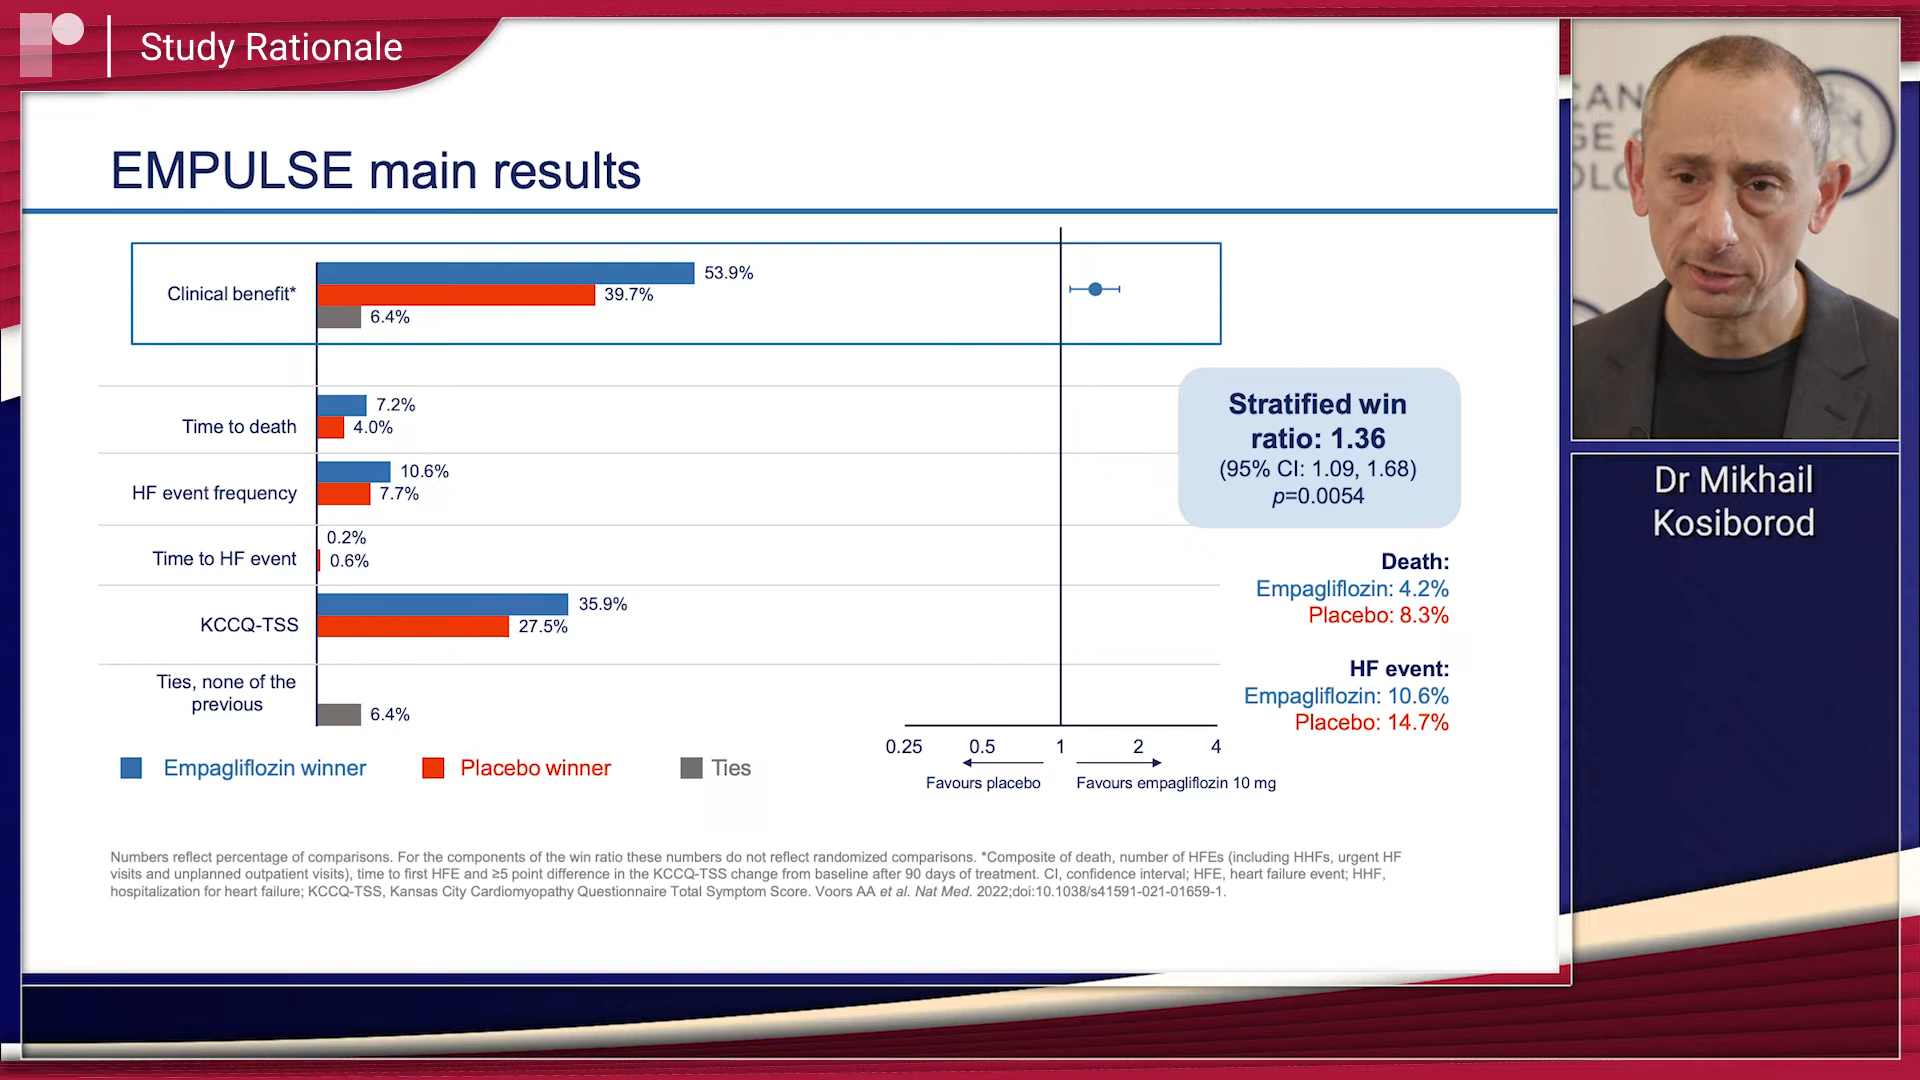 Study Rationale
EMPULSE main results
Clinical benefit*
53.9%
39.7%
6.4%
Time to death
7.2%
4.0%
HF event frequency
10.6%
7.7%
Time to HF event
0.2%
0.6%
KCCQ-TSS
35.9%
27.5%
Ties, none of the
previous
6.4%
Empagliflozin winner
Placebo winner
Ties
0.25 0.5 1 2 4
Favours placebo
Favours empagliflozin 10 mg
Stratified win
ratio: 1.36
(95% CI: 1.09, 1.68)
p=0.0054
Death:
Empagliflozin: 4.2%
Placebo: 8.3%
HF event:
Empagliflozin: 10.6%
Placebo: 14.7%
Numbers reflect percentage of comparisons. For the components of the win ratio these numbers do not reflect randomized comparisons. *Composite of death, number of HFEs (including HHFs, urgent HF
visits and unplanned outpatient visits), time to first HFE and ≥5 point difference in the KCCQ-TSS change from baseline after 90 days of treatment. CI, confidence interval; HFE, heart failure event; HHF,
hospitalization for heart failure; KCCQ-TSS, Kansas City Cardiomyopathy Questionnaire Total Symptom Score. Voors AA et al. Nat Med. 2022;doi:10.1038/s41591-021-01659-1.
CAN
GE
OLO
Dr Mikhail
Kosiborod